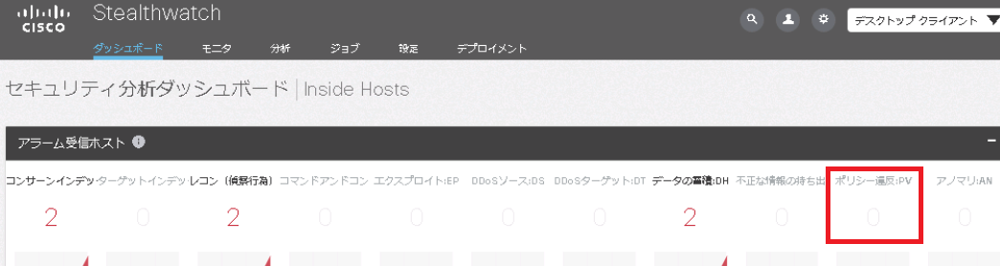 Stealthwatch
CISCO
デスクトップ クライアント
ダッシュボード モニタ 分析 ジョブ 設定 デプロイメント
セキュリティ分析ダッシュボード | Inside Hosts
アラーム受信ホスト
コンサーンインデッ ターゲットインデッ レコン（偵察行為） コマンドアンドコン エクスプロイト:EP DDoSソース:DS DDoSターゲット:DT データの蓄積:DH 不正な情報の持ち出 ポリシー違反:PV アノマリ:AN
2 0 2 0 0 0 0 2 0 0 0